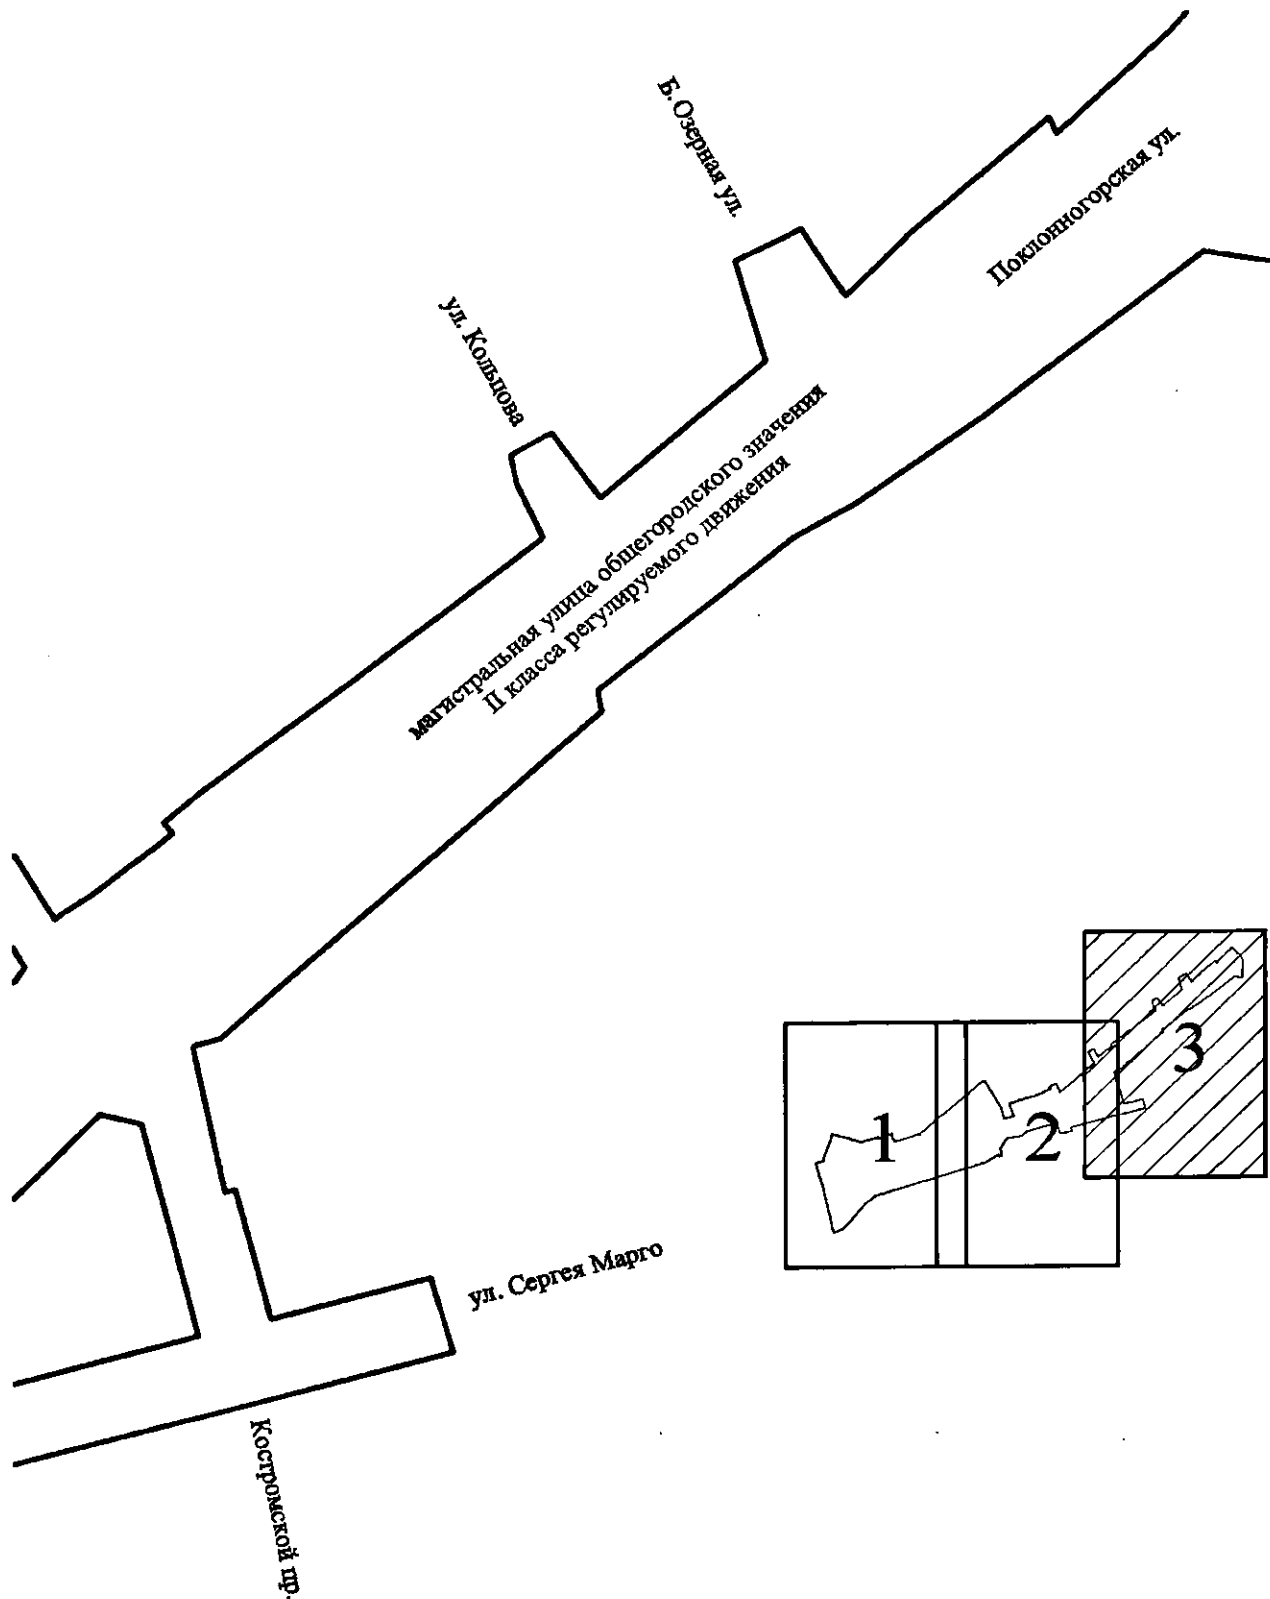 Б. Озерная ул.
Поклонногорская ул.
ул. Кольцова
магистральная улица общегородского значения
II класса регулируемого движения
3
1
2
ул. Сергея Марго
Костромской пр.